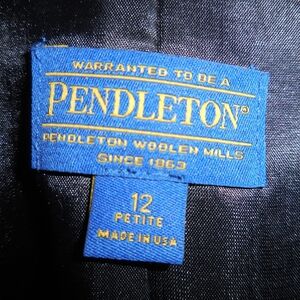 WARRANTED TO BE A
PENDLETON®
PENDLETON WOOLEN MILLS
SINCE 1863
12
PETITE
MADE IN USA